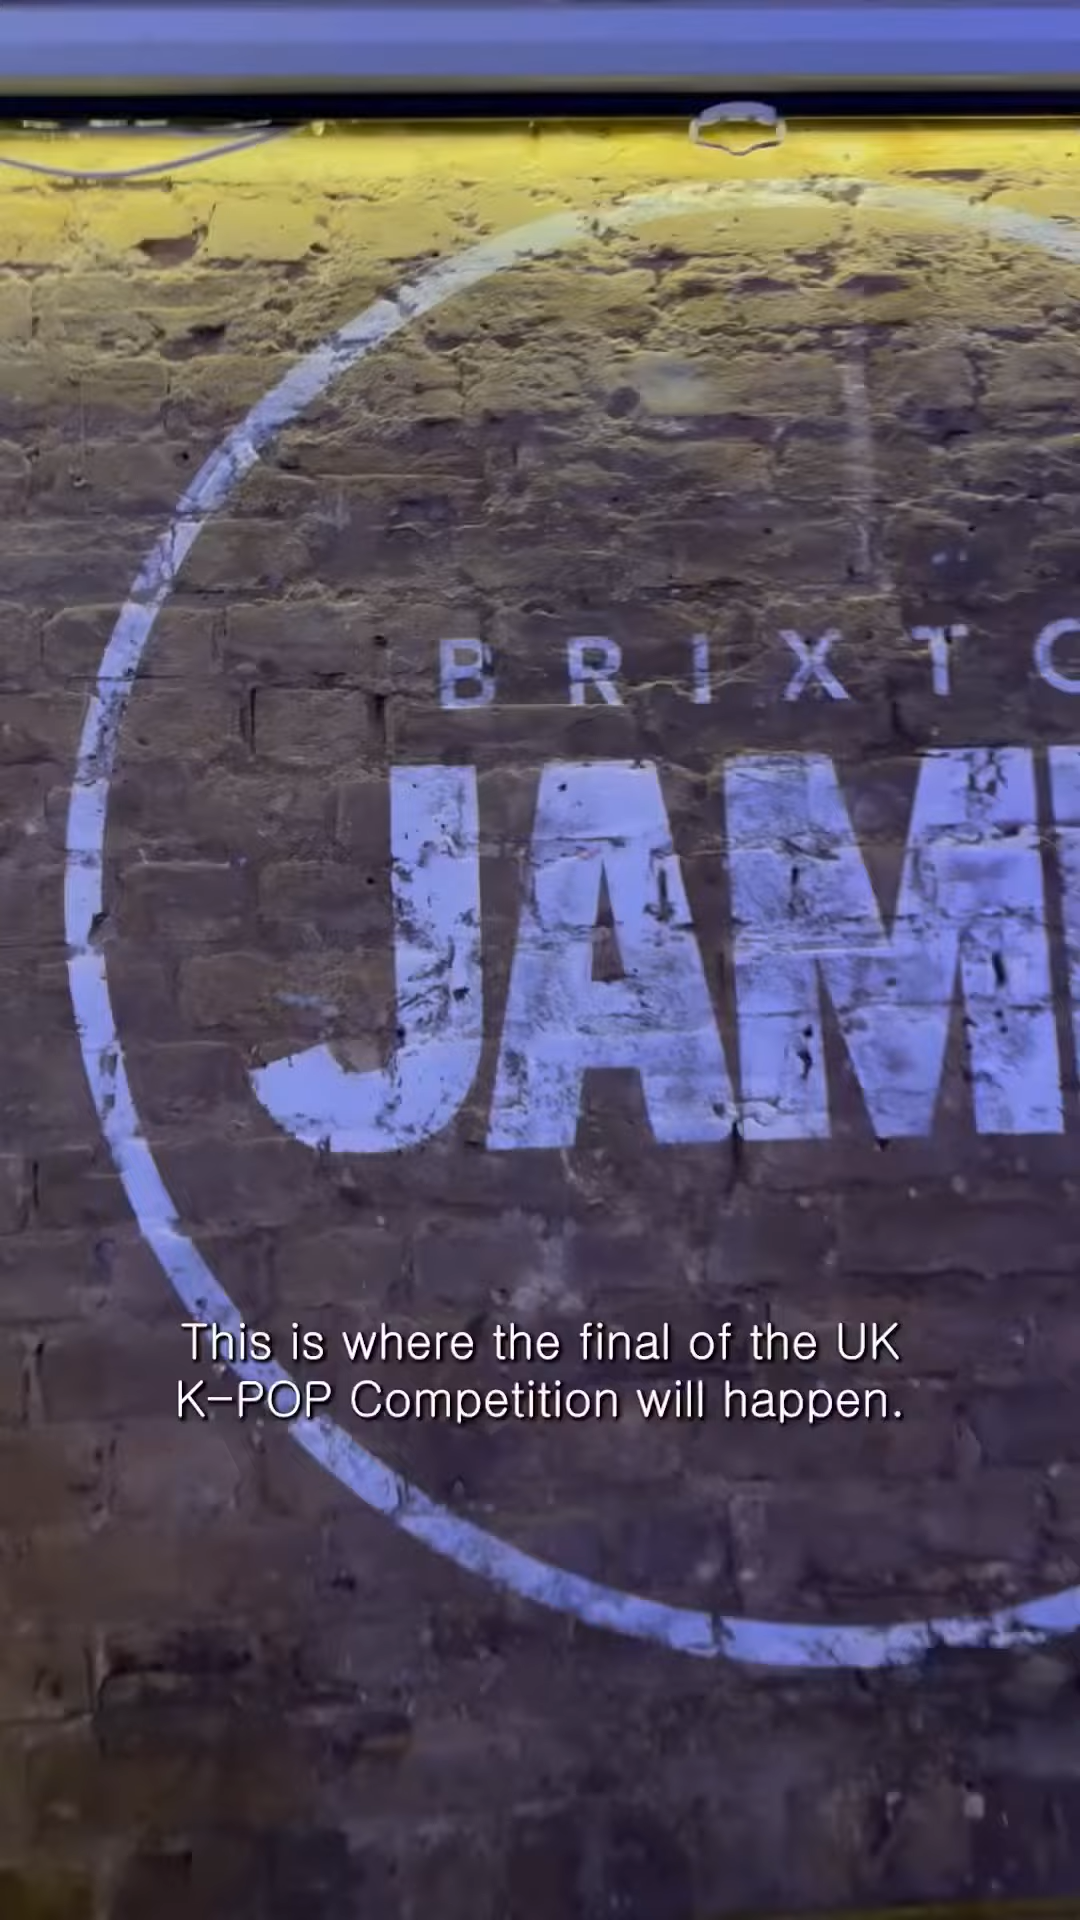 BRIXTO
JAM
This is where the final of the UK
K-POP Competition will happen.